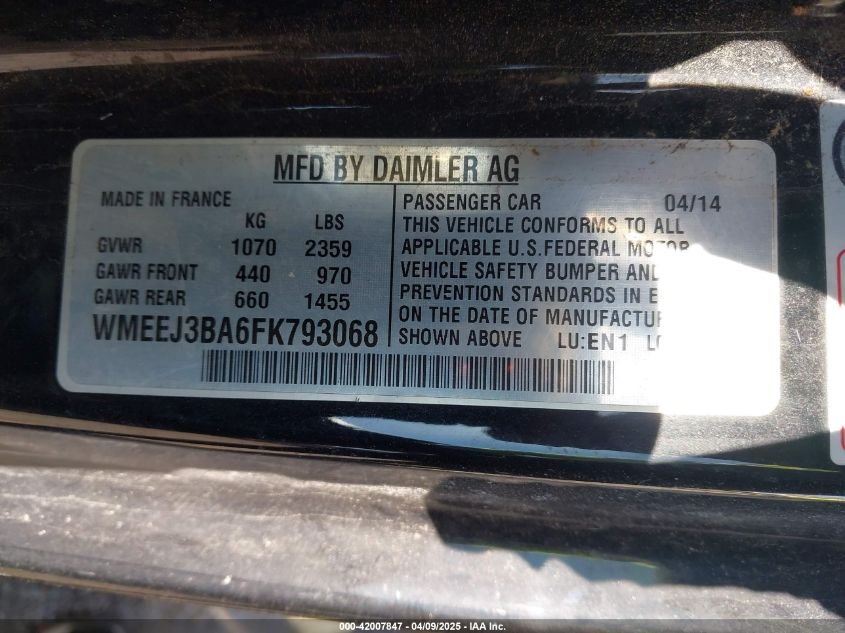 MFD BY DAIMLER AG
MADE IN FRANCE
KG LBS
GVWR 1070 2359
GAWR FRONT 440 970
GAWR REAR 660 1455
WMEEJ3BA6FK793068
PASSENGER CAR 04/14
THIS VEHICLE CONFORMS TO ALL
APPLICABLE U.S.FEDERAL MOTOR
VEHICLE SAFETY BUMPER AND
PREVENTION STANDARDS IN
ON THE DATE OF
SHOWN ABOVE LU:EN1
000-42007847 - 04/09/2025 - IAA Inc.